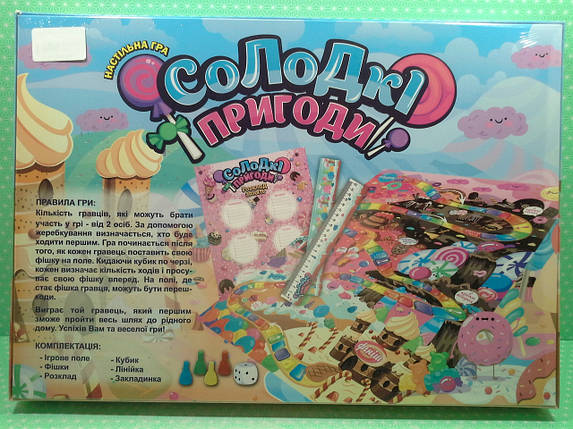 НАСТІЛЬНА ГРА
СОЛОДКІ
ПРИГОДИ
СОЛОДКІ
ПРИГОДИ
ПРАВИЛА ГРИ:
Кількість гравців, які можуть брати
участь у грі - від 2 осіб. За допомогою
жеребкування визначається, хто буде
ходити першим. Гра починається після
того, як кожен гравець поставить свою
фішку на поле. Кидаючи кубик по черзі,
кожен визначає кількість ходів і просу-
ває свою фішку вперед. На полі, де
стає фішка гравця, можуть бути переш-
коди.
Виграє той гравець, який першим
зможе пройти весь шлях до рідного
дому. Успіхів Вам та веселої гри!
КОМПЛЕКТАЦІЯ:
- Ігрове поле
- Фішки
- Розклад
- Кубик
- Лінійка
- Закладинка